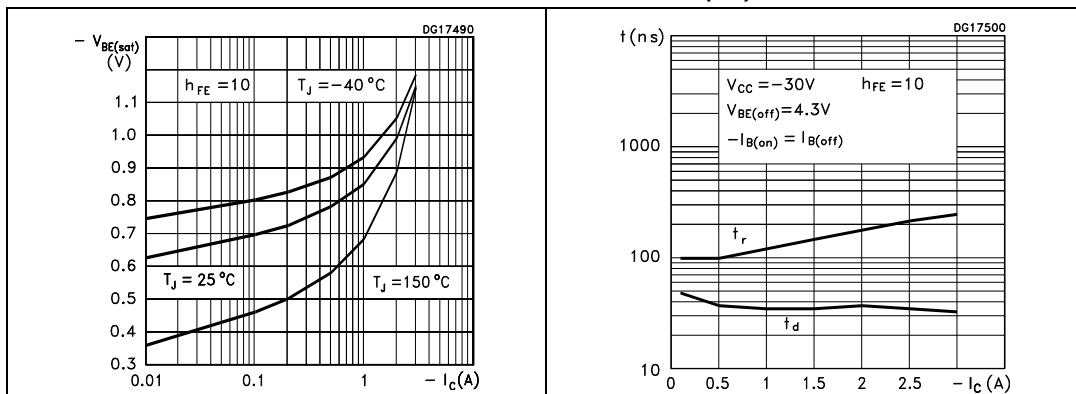 DG17490
− V_BE(sat)
(V)
h_FE = 10
T_J = −40 °C
1.1
1.0
0.9
0.8
0.7
0.6
T_J = 25 °C
T_J = 150 °C
0.5
0.4
0.3
0.01
0.1
1
− I_C (A)
DG17500
t (ns)
V_CC = −30V
h_FE = 10
V_BE(off) = 4.3V
−I_B(on) = I_B(off)
1000
t_r
100
t_d
10
0
0.5
1
1.5
2
2.5
− I_C (A)